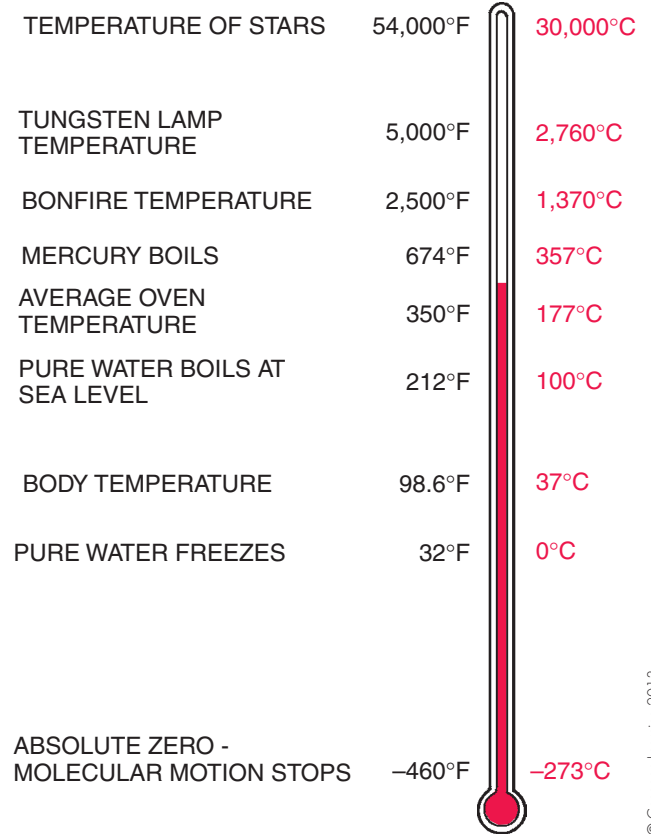 TEMPERATURE OF STARS 54,000°F 30,000°C
TUNGSTEN LAMP
TEMPERATURE 5,000°F 2,760°C
BONFIRE TEMPERATURE 2,500°F 1,370°C
MERCURY BOILS 674°F 357°C
AVERAGE OVEN
TEMPERATURE 350°F 177°C
PURE WATER BOILS AT
SEA LEVEL 212°F 100°C
BODY TEMPERATURE 98.6°F 37°C
PURE WATER FREEZES 32°F 0°C
ABSOLUTE ZERO -
MOLECULAR MOTION STOPS –460°F –273°C